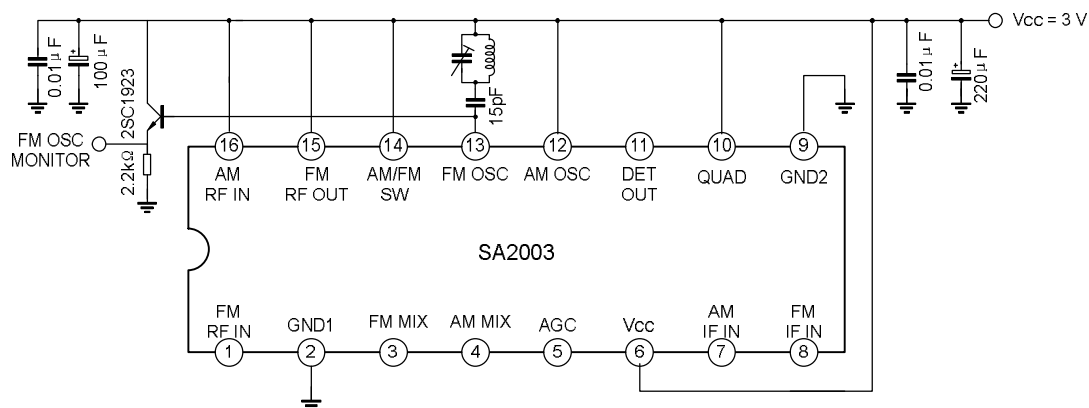 Vcc = 3 V
0.01μF
100μF
2SC1923
15pF
0.01μF
220μF
FM OSC
MONITOR
2.2kΩ
16
15
14
13
12
11
10
9
AM
RF IN
FM
RF OUT
AM/FM
SW
FM OSC
AM OSC
DET
OUT
QUAD
GND2
SA2003
FM
RF IN
GND1
FM MIX
AM MIX
AGC
Vcc
AM
IF IN
FM
IF IN
1
2
3
4
5
6
7
8